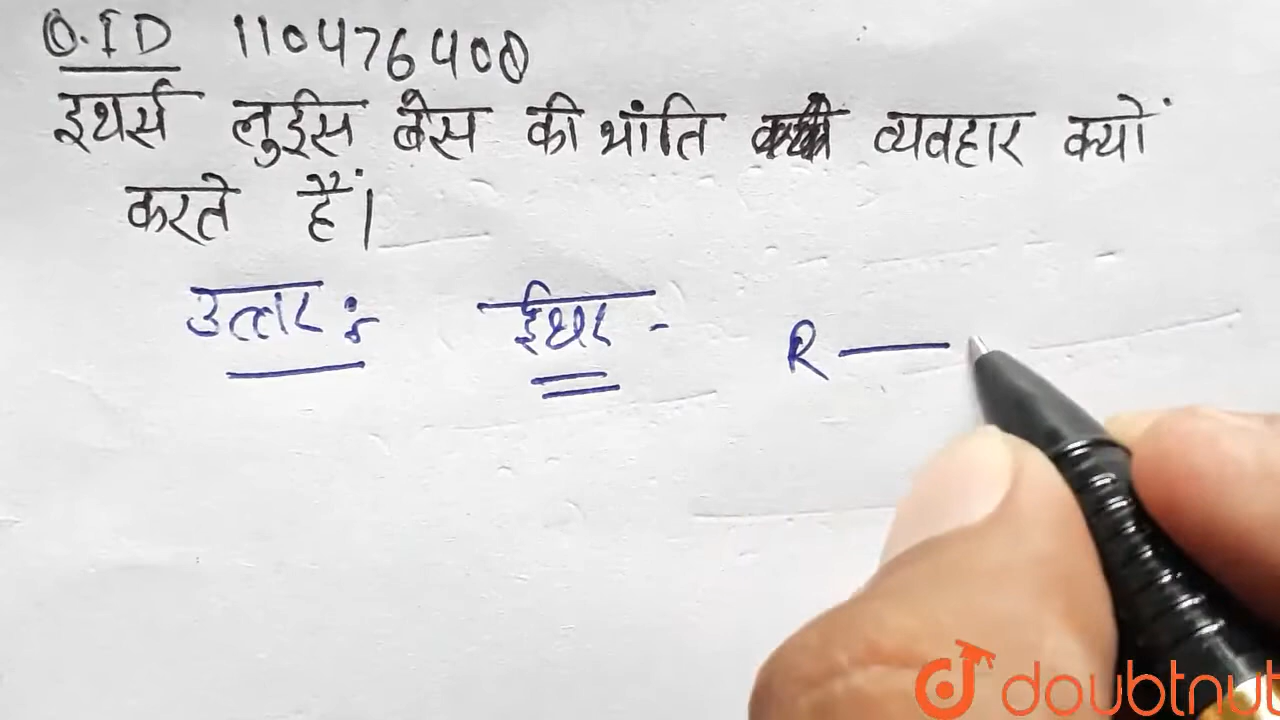 Q.ID 110476400
इथर्स लुईस बेस की भांति व्यवहार क्यों
करते हैं।
उत्तर : ईथर - R —
doubtnut